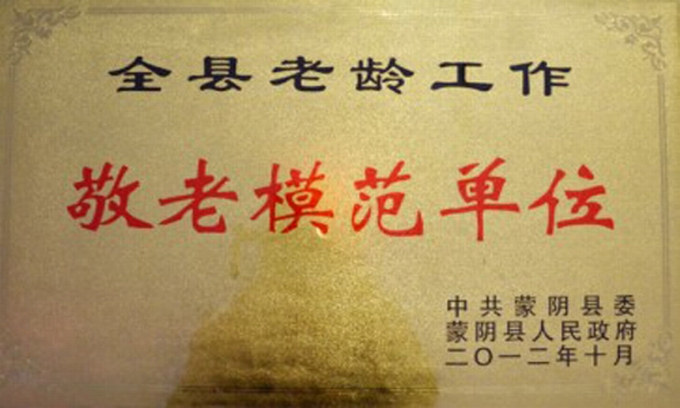 全县老龄工作
敬老模范单位
中共蒙阴县委
蒙阴县人民政府
二〇一二年十月